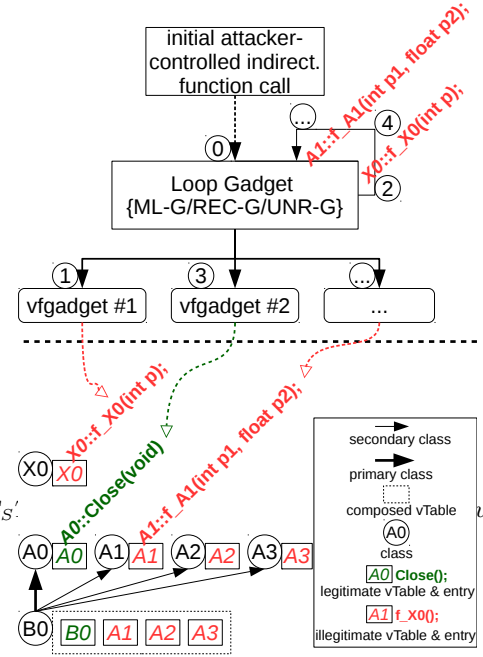 initial attacker-
controlled indirect.
function call
...
4
A1::f_A1(int p1, float p2);
X0::f_X0(int p);
0
Loop Gadget
{ML-G/REC-G/UNR-G}
2
1
3
...
vfgadget #1
vfgadget #2
...
X0::f_X0(int p);
A0::Close(void)
A1::f_A1(int p1, float p2);
X0
X0
A0
A0
A1
A1
A2
A2
A3
A3
B0
B0
A1
A2
A3
secondary class
primary class
composed vTable
A0
class
A0 Close();
legitimate vTable & entry
A1 f_X0();
illegitimate vTable & entry